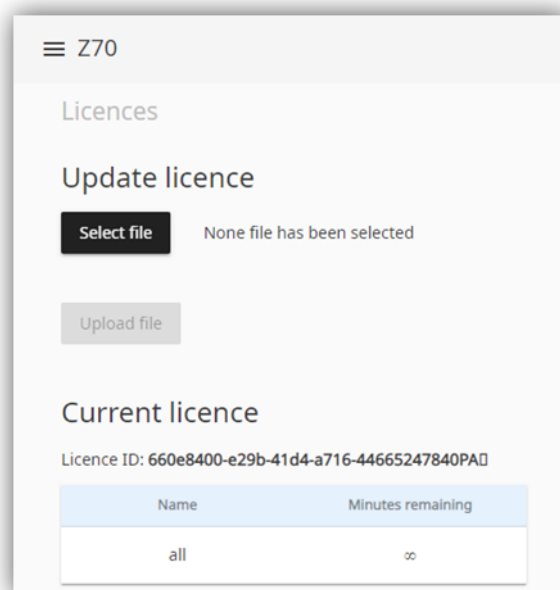 Z70
Licences
Update licence
Select file None file has been selected
Upload file
Current licence
Licence ID: 660e8400-e29b-41d4-a716-44665247840PA▯
Name Minutes remaining
all ∞